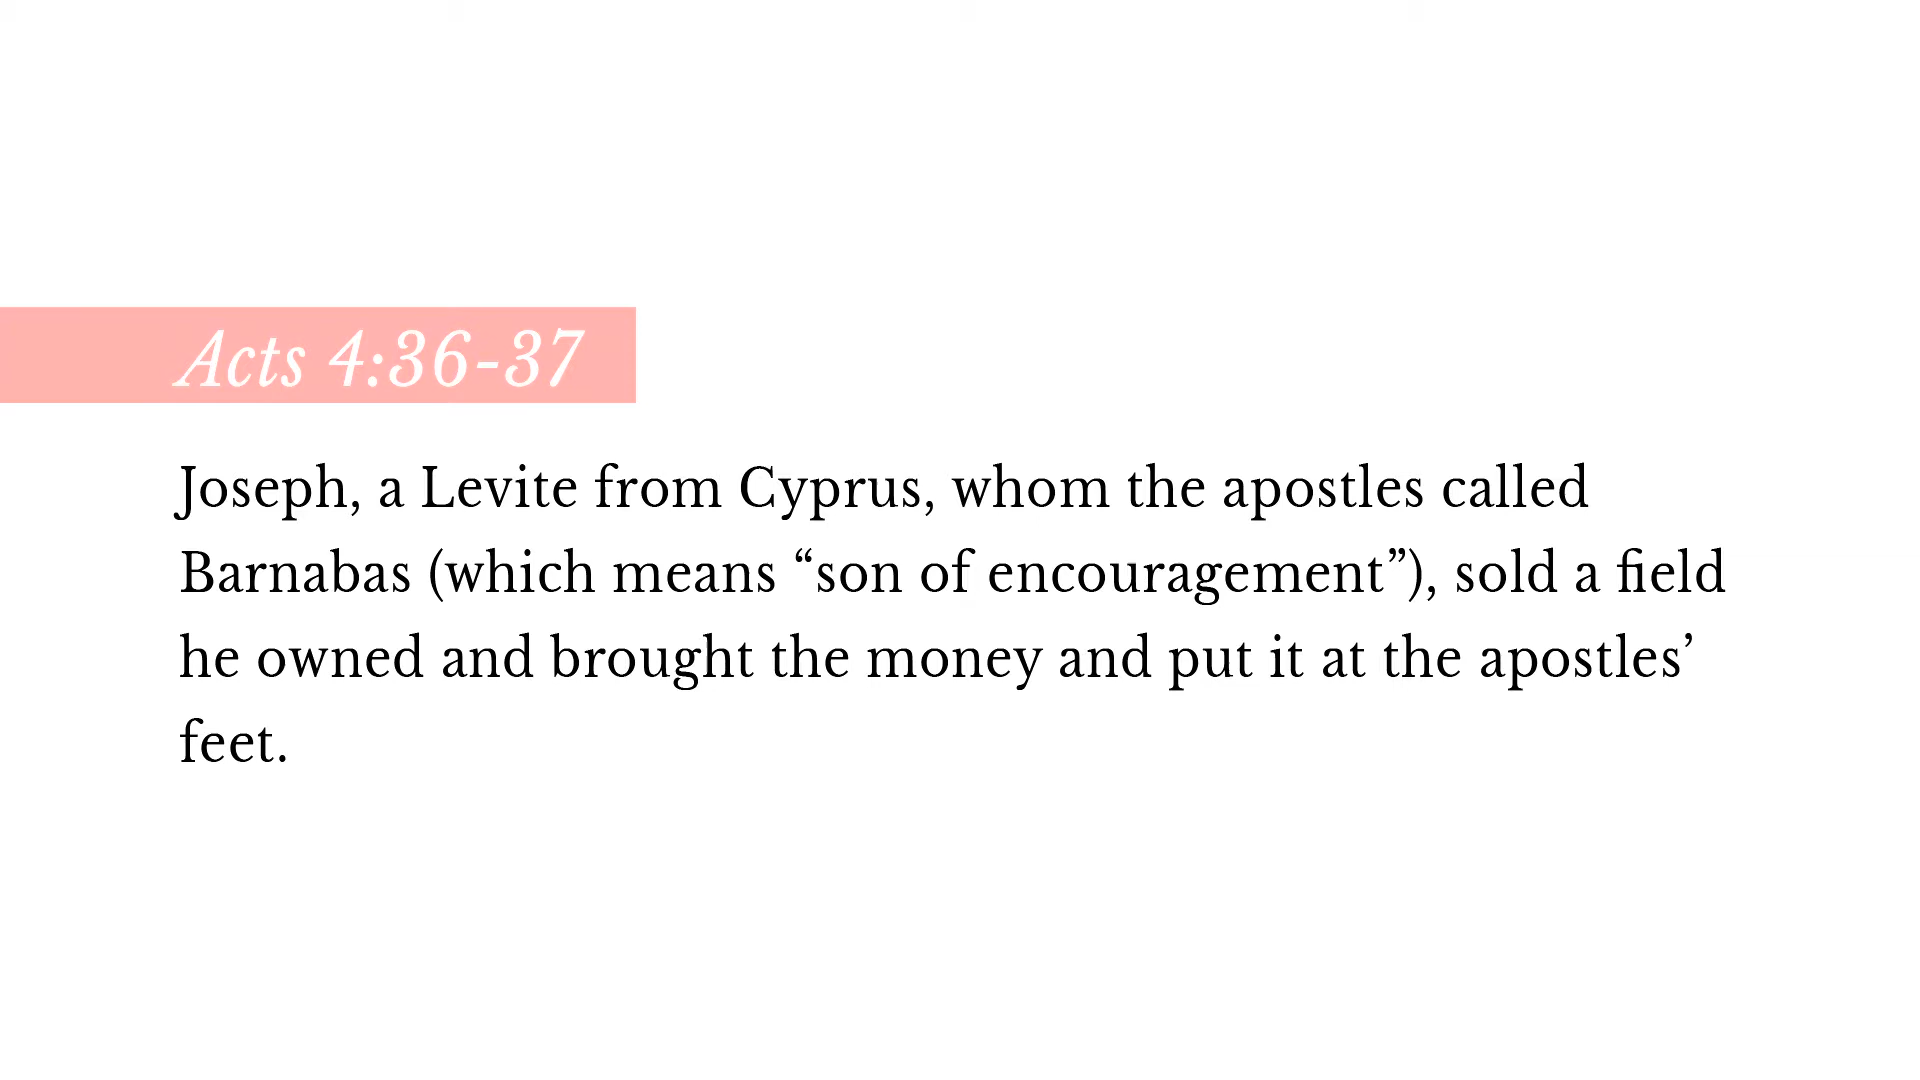 Acts 4:36-37
Joseph, a Levite from Cyprus, whom the apostles called
Barnabas (which means “son of encouragement”), sold a field
he owned and brought the money and put it at the apostles’
feet.